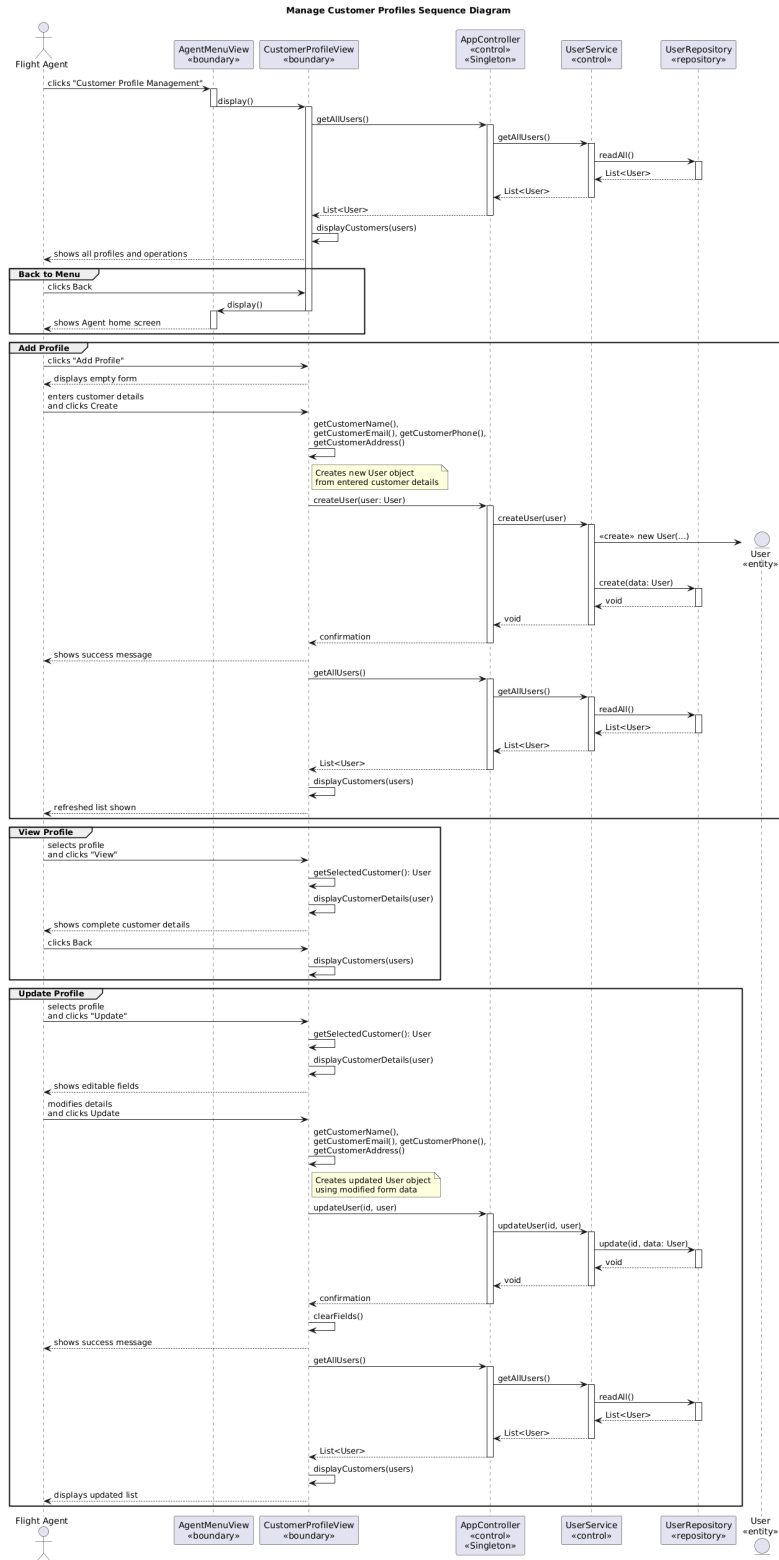 Manage Customer Profiles Sequence Diagram
Flight Agent
AgentMenuView
«boundary»
CustomerProfileView
«boundary»
AppController
«control»
«Singleton»
UserService
«control»
UserRepository
«repository»
clicks "Customer Profile Management"
display()
getAllUsers()
getAllUsers()
readAll()
List<User>
List<User>
List<User>
displayCustomers(users)
shows all profiles and operations
Back to Menu
clicks Back
display()
shows Agent home screen
Add Profile
clicks "Add Profile"
displays empty form
enters customer details
and clicks Create
getCustomerName(),
getCustomerEmail(), getCustomerPhone(),
getCustomerAddress()
Creates new User object
from entered customer details
createUser(user: User)
createUser(user)
«create» new User(...)
User
«entity»
create(data: User)
void
void
confirmation
shows success message
getAllUsers()
getAllUsers()
readAll()
List<User>
List<User>
List<User>
displayCustomers(users)
refreshed list shown
View Profile
selects profile
and clicks "View"
getSelectedCustomer(): User
displayCustomerDetails(user)
shows complete customer details
clicks Back
displayCustomers(users)
Update Profile
selects profile
and clicks "Update"
getSelectedCustomer(): User
displayCustomerDetails(user)
shows editable fields
modifies details
and clicks Update
getCustomerName(),
getCustomerEmail(), getCustomerPhone(),
getCustomerAddress()
Creates updated User object
using modified form data
updateUser(id, user)
updateUser(id, user)
update(id, data: User)
void
void
confirmation
clearFields()
shows success message
getAllUsers()
getAllUsers()
readAll()
List<User>
List<User>
List<User>
displayCustomers(users)
displays updated list
Flight Agent
AgentMenuView
«boundary»
CustomerProfileView
«boundary»
AppController
«control»
«Singleton»
UserService
«control»
UserRepository
«repository»
User
«entity»